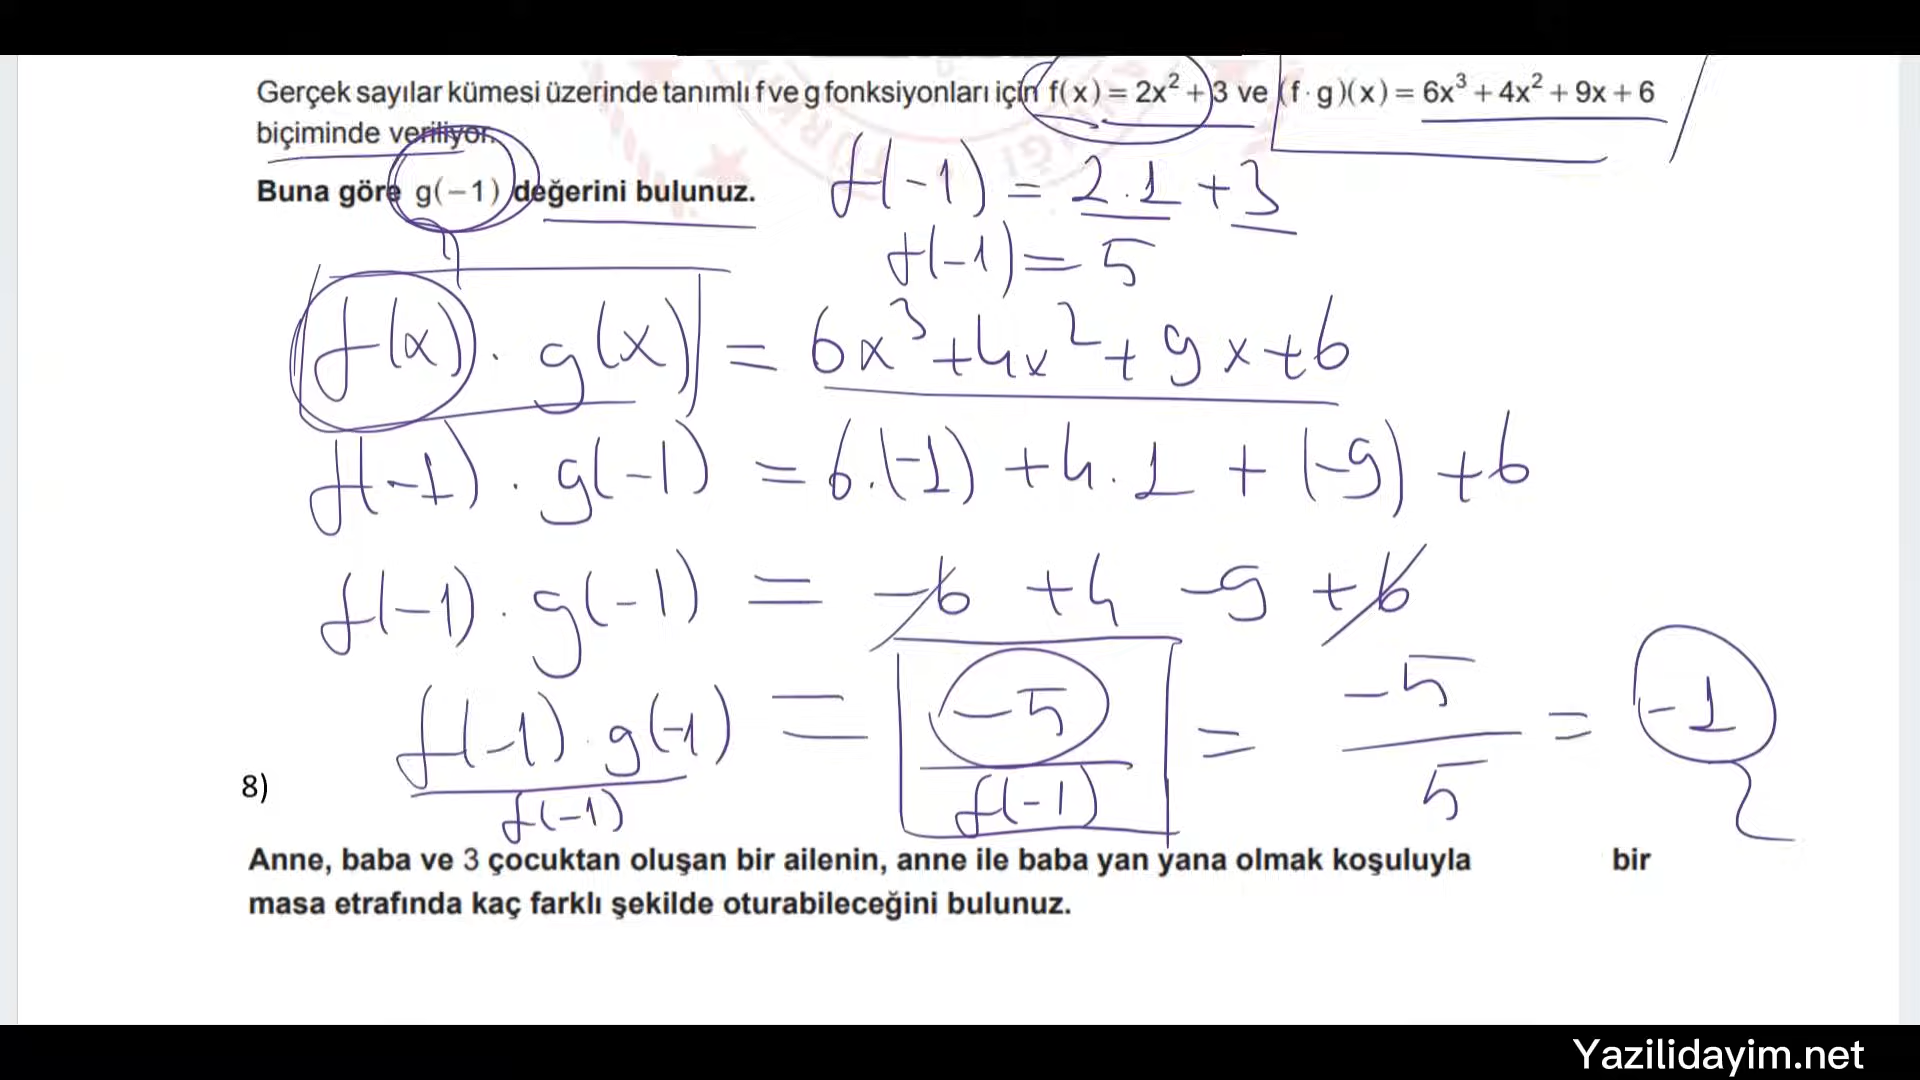 Gerçek sayılar kümesi üzerinde tanımlı f ve g fonksiyonları için f(x) = 2x² + 3 ve (f · g)(x) = 6x³ + 4x² + 9x + 6
biçiminde veriliyor.
Buna göre g(−1) değerini bulunuz.
f(-1) = 2.1 + 3
f(-1) = 5
f(x) . g(x) = 6x³ + 4x² + 9x + 6
f(-1) . g(-1) = 6.(-1) + 4.1 + (-9) + 6
f(-1) . g(-1) = -6 + 4 - 9 + 6
f(-1) . g(-1) / f(-1) = -5 / f(-1) = -5 / 5 = -1
8)
Anne, baba ve 3 çocuktan oluşan bir ailenin, anne ile baba yan yana olmak koşuluyla bir
masa etrafında kaç farklı şekilde oturabileceğini bulunuz.
Yazilidayim.net